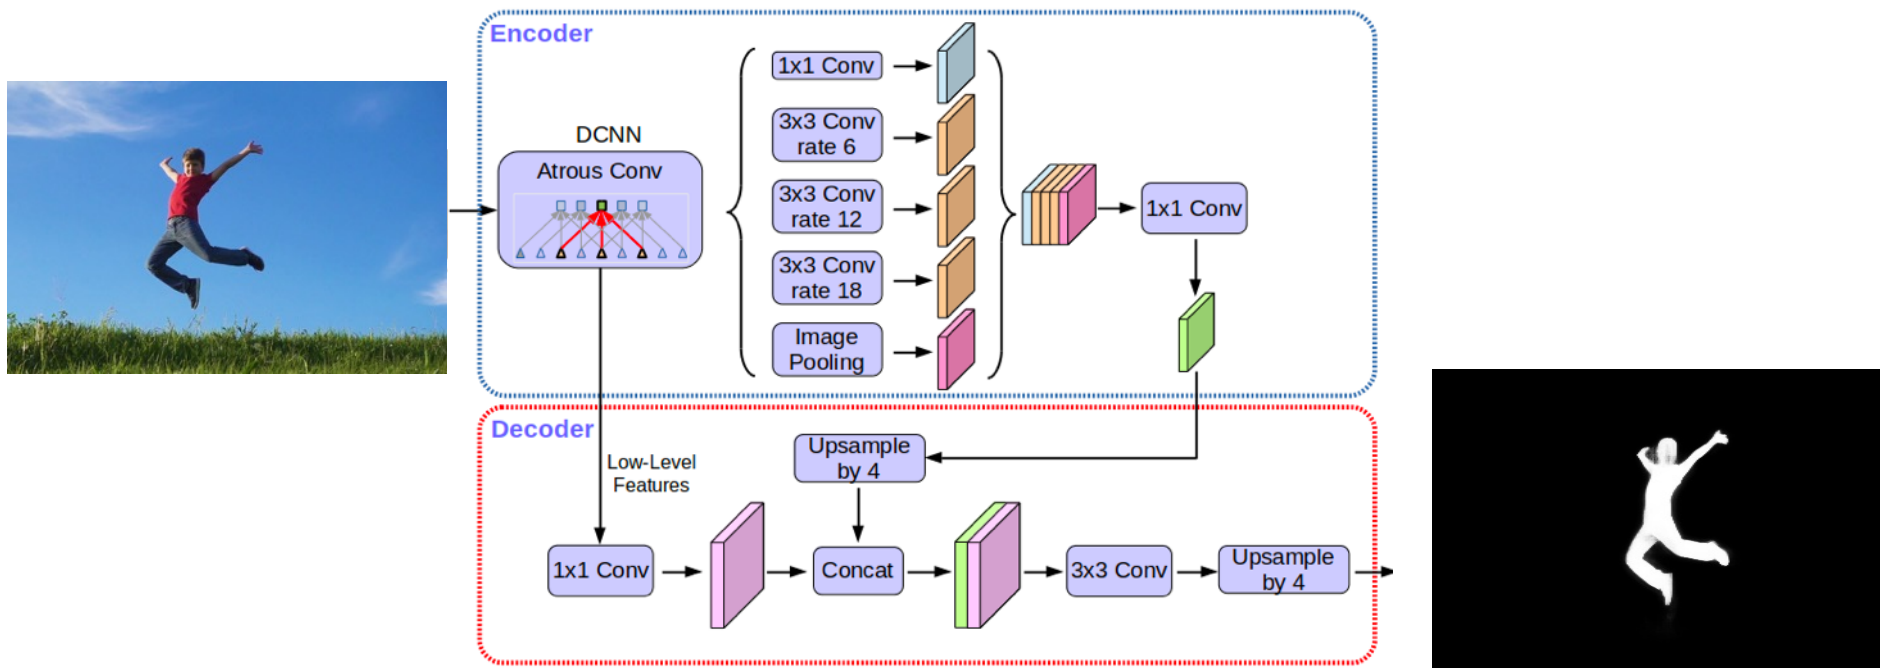 Encoder
DCNN
Atrous Conv
1x1 Conv
3x3 Conv
rate 6
3x3 Conv
rate 12
3x3 Conv
rate 18
Image
Pooling
1x1 Conv
Decoder
Low-Level
Features
Upsample
by 4
1x1 Conv
Concat
3x3 Conv
Upsample
by 4